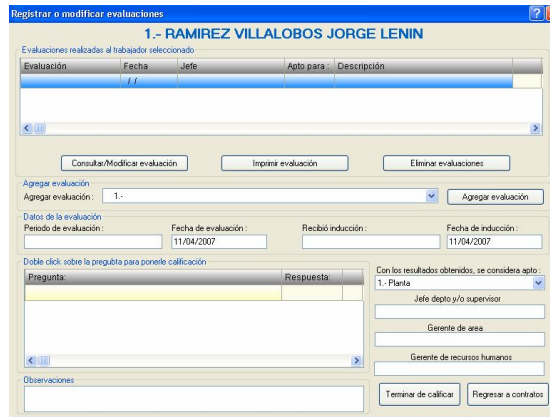 Registrar o modificar evaluaciones
1.- RAMIREZ VILLALOBOS JORGE LENIN
Evaluaciones realizadas al trabajador seleccionado
Evaluación Fecha Jefe Apto para : Descripción
/ /
Consultar/Modificar evaluación Imprimir evaluación Eliminar evaluaciones
Agregar evaluación
Agregar evaluación : 1.- Agregar evaluación
Datos de la evaluación
Periodo de evaluación : Fecha de evaluación : Recibió inducción : Fecha de inducción :
11/04/2007 11/04/2007
Doble click sobre la pregubta para ponerle calificación
Pregunta: Respuesta:
Con los resultados obtenidos, se considera apto :
1.- Planta
Jefe depto y/o supervisor
Gerente de area
Gerente de recursos humanos
Observaciones
Terminar de calificar Regresar a contratos